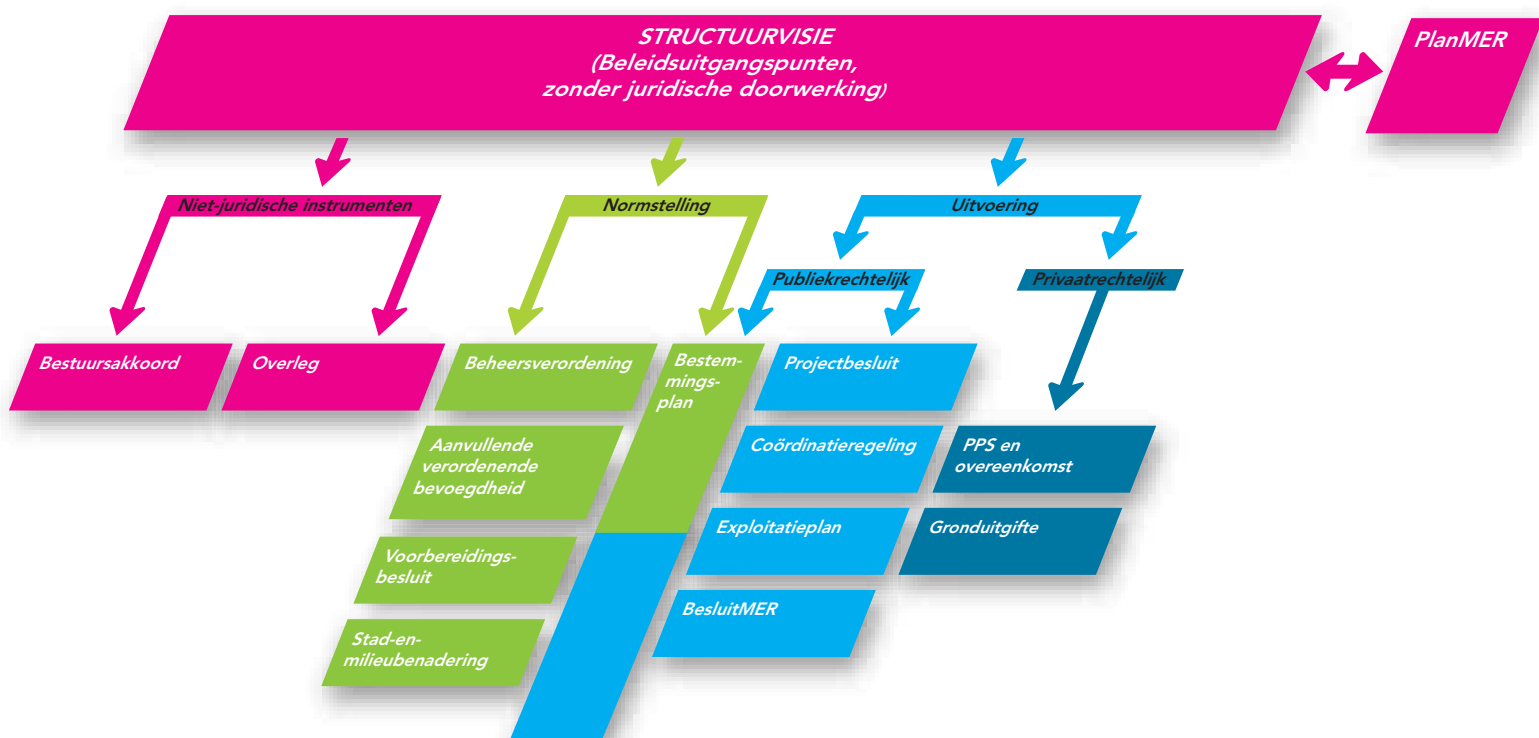 STRUCTUURVISIE
(Beleidsuitgangspunten,
zonder juridische doorwerking)
PlanMER
Niet-juridische instrumenten
Normstelling
Uitvoering
Publiekrechtelijk
Privaatrechtelijk
Bestuursakkoord
Overleg
Beheersverordening
Bestem-
mings-
plan
Projectbesluit
Aanvullende
verordenende
bevoegdheid
Coördinatieregeling
PPS en
overeenkomst
Voorbereidings-
besluit
Exploitatieplan
Gronduitgifte
Stad-en-
milieubenadering
BesluitMER